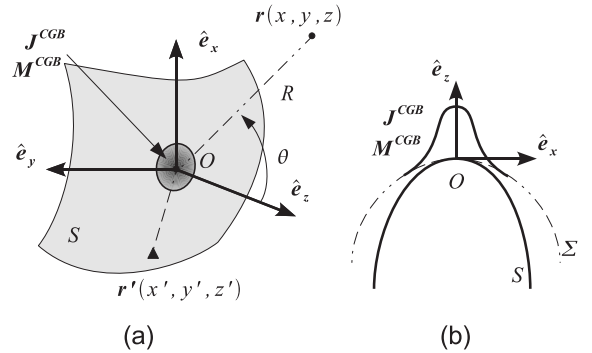 r(x, y, z)
J^CGB
M^CGB
ê_x
R
ê_y
O
θ
ê_z
S
r'(x', y', z')
(a)
ê_z
J^CGB
M^CGB
ê_x
O
Σ
S
(b)